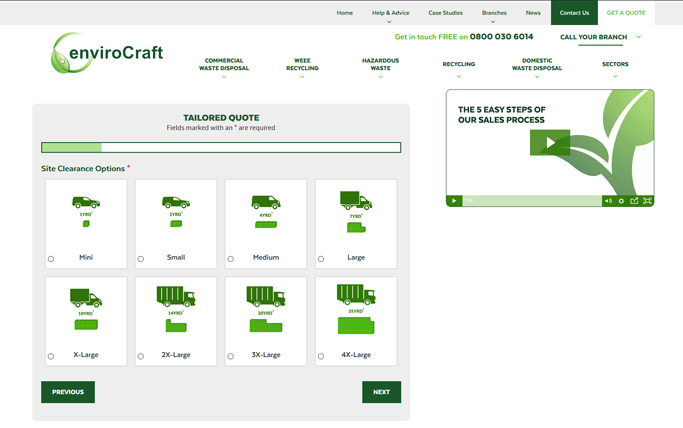 Home Help & Advice Case Studies Branches News Contact Us GET A QUOTE
enviroCraft
Get in touch FREE on 0800 030 6014 CALL YOUR BRANCH
COMMERCIAL
WASTE DISPOSAL
WEEE
RECYCLING
HAZARDOUS
WASTE
RECYCLING
DOMESTIC
WASTE DISPOSAL
SECTORS
TAILORED QUOTE
Fields marked with an * are required
Site Clearance Options *
1YRD³
Mini
2YRD³
Small
4YRD³
Medium
7YRD³
Large
10YRD³
X-Large
14YRD³
2X-Large
20YRD³
3X-Large
35YRD³
4X-Large
PREVIOUS
NEXT
THE 5 EASY STEPS OF
OUR SALES PROCESS